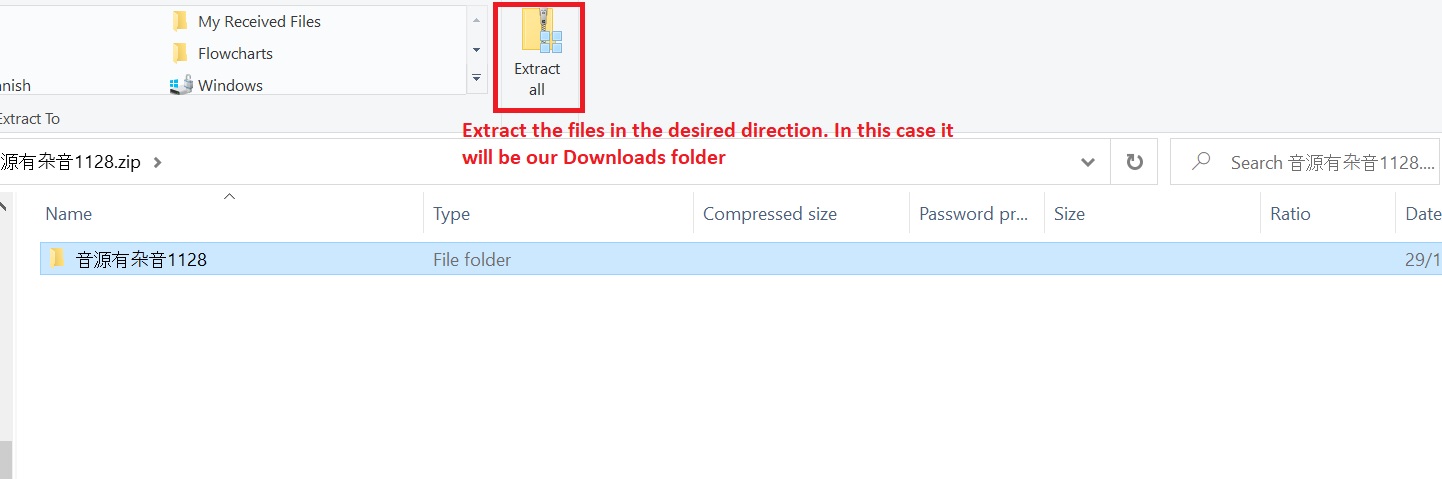 My Received Files
Flowcharts
nish
Windows
Extract To
Extract
all
Extract the files in the desired direction. In this case it
will be our Downloads folder
源有杂音1128.zip
Search 音源有杂音1128....
Name
Type
Compressed size
Password pr...
Size
Ratio
Date
音源有杂音1128
File folder
29/1